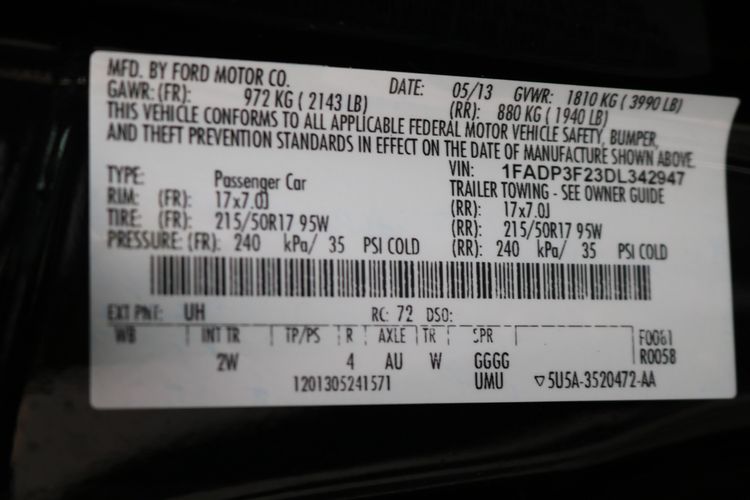 MFD. BY FORD MOTOR CO.
DATE: 05/13 GVWR: 1810 KG ( 3990 LB)
GAWR: (FR): 972 KG ( 2143 LB) (RR): 880 KG ( 1940 LB)
THIS VEHICLE CONFORMS TO ALL APPLICABLE FEDERAL MOTOR VEHICLE SAFETY, BUMPER,
AND THEFT PREVENTION STANDARDS IN EFFECT ON THE DATE OF MANUFACTURE SHOWN ABOVE.
VIN: 1FADP3F23DL342947
TYPE: Passenger Car TRAILER TOWING - SEE OWNER GUIDE
RIM: (FR): 17x7.0J (RR): 17x7.0J
TIRE: (FR): 215/50R17 95W (RR): 215/50R17 95W
PRESSURE: (FR): 240 kPa/ 35 PSI COLD (RR): 240 kPa/ 35 PSI COLD
EXT PNT: UH RC: 72 DSO:
WB INT TR TP/PS R AXLE TR SPR F0061
2W 4 AU W GGGG R0058
1201305241571 UMU ▽5U5A-3520472-AA